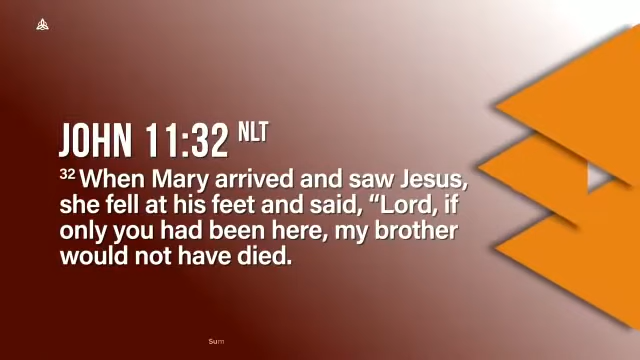 JOHN 11:32 NLT
32 When Mary arrived and saw Jesus,
she fell at his feet and said, “Lord, if
only you had been here, my brother
would not have died.
Sum